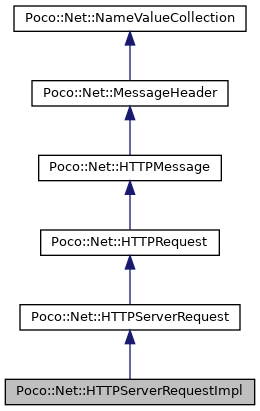 Poco::Net::NameValueCollection
Poco::Net::MessageHeader
Poco::Net::HTTPMessage
Poco::Net::HTTPRequest
Poco::Net::HTTPServerRequest
Poco::Net::HTTPServerRequestImpl